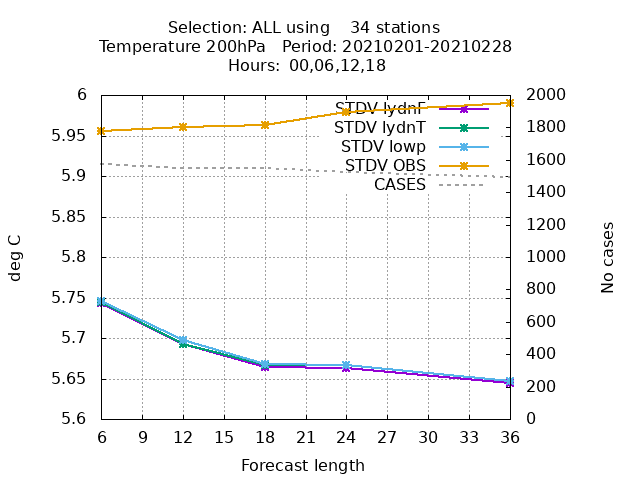 Selection: ALL using    34 stations
Temperature 200hPa   Period: 20210201-20210228
Hours: 00,06,12,18
STDV lydnF
STDV lydnT
STDV lowp
STDV OBS
CASES
6
5.95
5.9
5.85
5.8
5.75
5.7
5.65
5.6
deg C
2000
1800
1600
1400
1200
1000
800
600
400
200
0
No cases
6 9 12 15 18 21 24 27 30 33 36
Forecast length